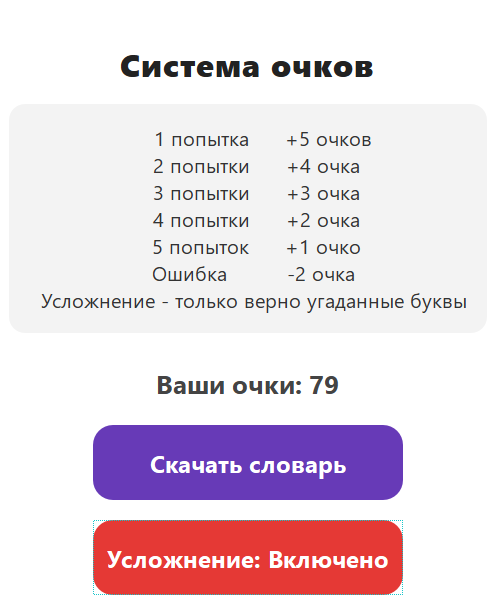 Система очков
1 попытка +5 очков
2 попытки +4 очка
3 попытки +3 очка
4 попытки +2 очка
5 попыток +1 очко
Ошибка -2 очка
Усложнение - только верно угаданные буквы
Ваши очки: 79
Скачать словарь
Усложнение: Включено